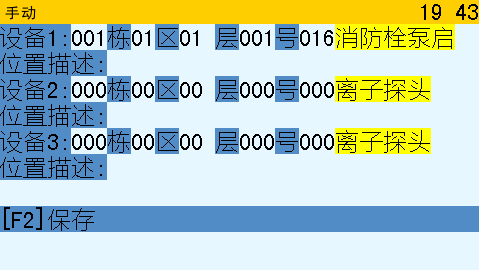 手动 19 43
设备1:001栋01区01 层001号016消防栓泵启
位置描述:
设备2:000栋00区00 层000号000离子探头
位置描述:
设备3:000栋00区00 层000号000离子探头
位置描述:
[F2]保存